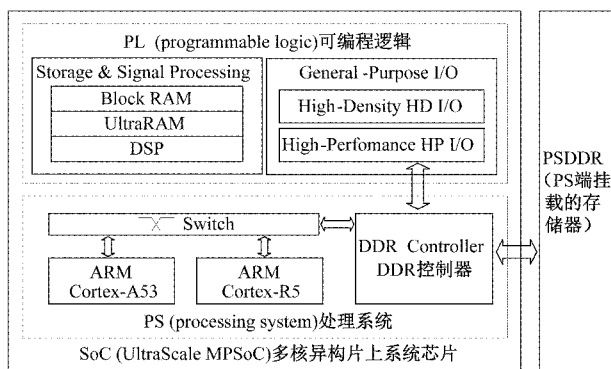 PL (programmable logic)可编程逻辑
Storage & Signal Processing
Block RAM
UltraRAM
DSP
General -Purpose I/O
High-Density HD I/O
High-Perfomance HP I/O
Switch
ARM
Cortex-A53
ARM
Cortex-R5
DDR Controller
DDR控制器
PS (processing system)处理系统
SoC (UltraScale MPSoC)多核异构片上系统芯片
PSDDR
（PS端挂
载的存
储器）